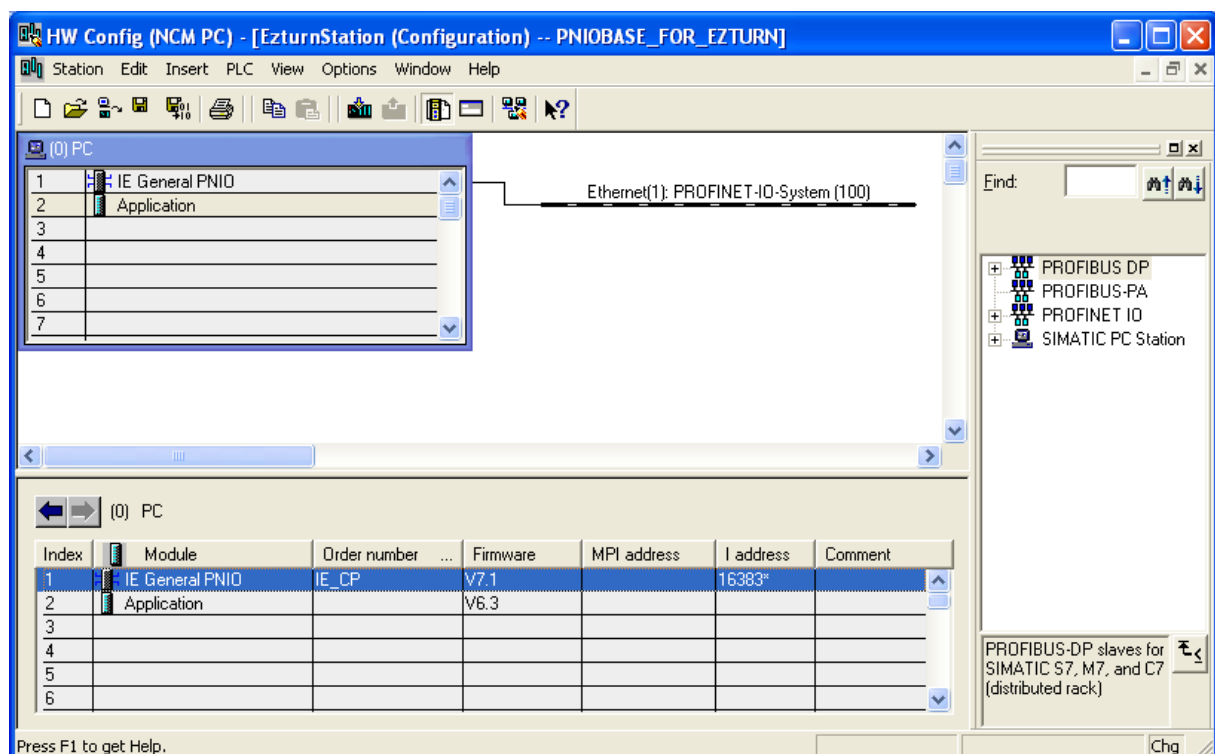 HW Config (NCM PC) - [EzturnStation (Configuration) -- PNIOBASE_FOR_EZTURN]
Station Edit Insert PLC View Options Window Help
(0) PC
1 IE General PNIO
2 Application
3
4
5
6
7
Ethernet(1): PROFINET-IO-System (100)
Find:
PROFIBUS DP
PROFIBUS-PA
PROFINET IO
SIMATIC PC Station
(0) PC
Index Module Order number ... Firmware MPI address I address Comment
1 IE General PNIO IE_CP V7.1 16383*
2 Application V6.3
3
4
5
6
PROFIBUS-DP slaves for
SIMATIC S7, M7, and C7
(distributed rack)
Press F1 to get Help.
Chg